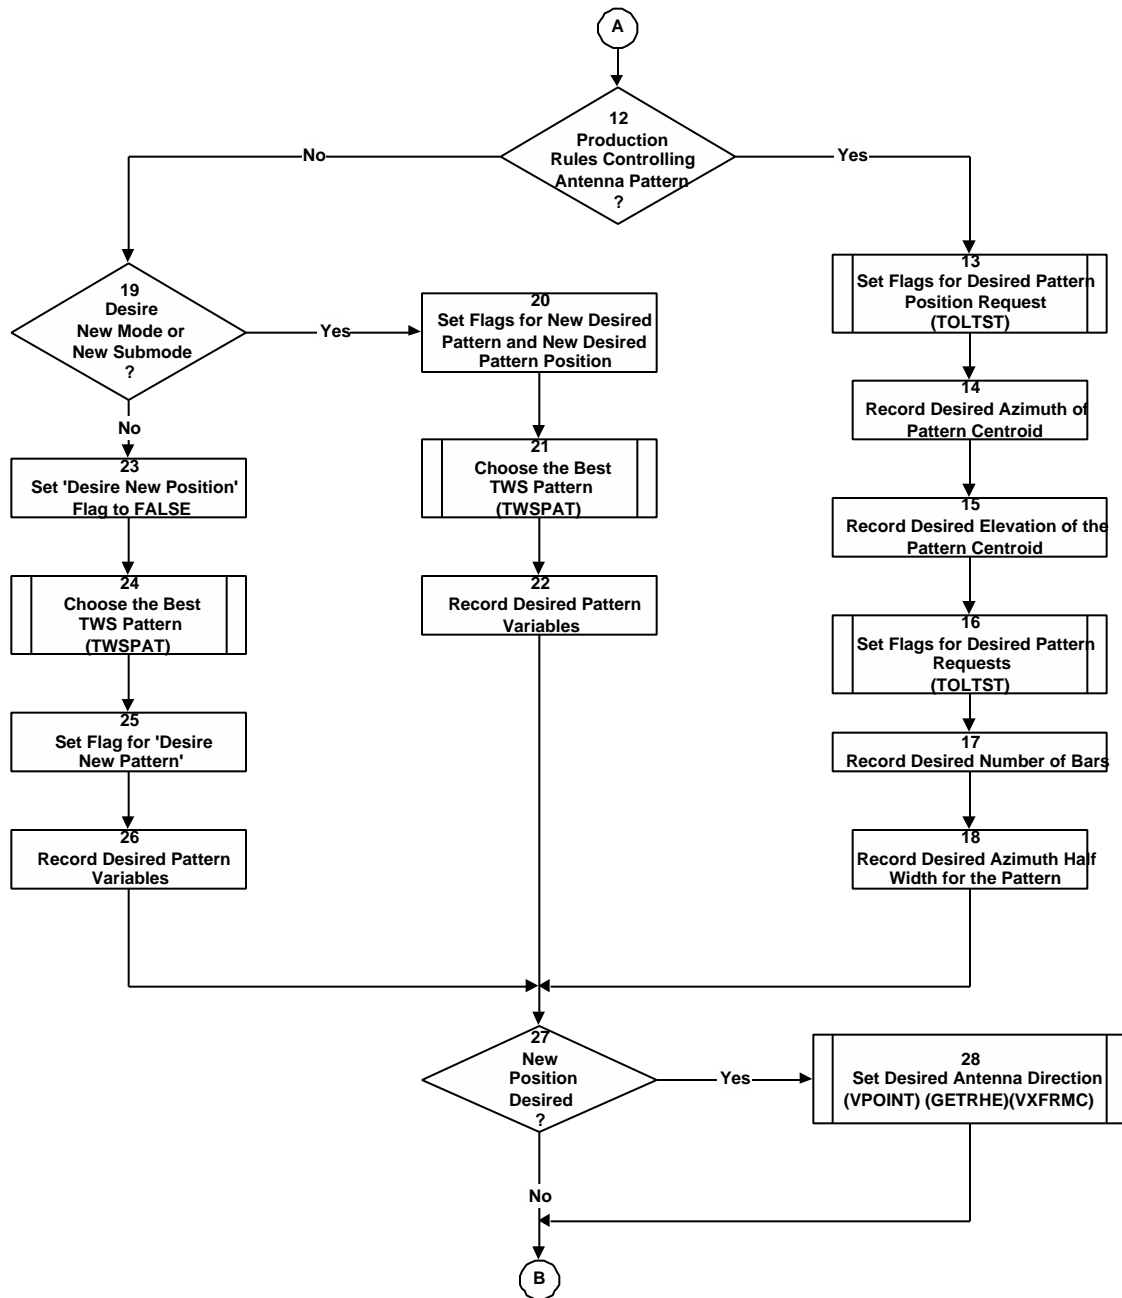 A
12
Production
Rules Controlling
Antenna Pattern
?
No
Yes
13
Set Flags for Desired Pattern
Position Request
(TOLTST)
14
Record Desired Azimuth of
Pattern Centroid
15
Record Desired Elevation of the
Pattern Centroid
16
Set Flags for Desired Pattern
Requests
(TOLTST)
17
Record Desired Number of Bars
18
Record Desired Azimuth Half
Width for the Pattern
19
Desire
New Mode or
New Submode
?
Yes
No
20
Set Flags for New Desired
Pattern and New Desired
Pattern Position
21
Choose the Best
TWS Pattern
(TWSPAT)
22
Record Desired Pattern
Variables
23
Set 'Desire New Position'
Flag to FALSE
24
Choose the Best
TWS Pattern
(TWSPAT)
25
Set Flag for 'Desire
New Pattern'
26
Record Desired Pattern
Variables
27
New
Position
Desired
?
Yes
No
28
Set Desired Antenna Direction
(VPOINT) (GETRHE)(VXFRMC)
B